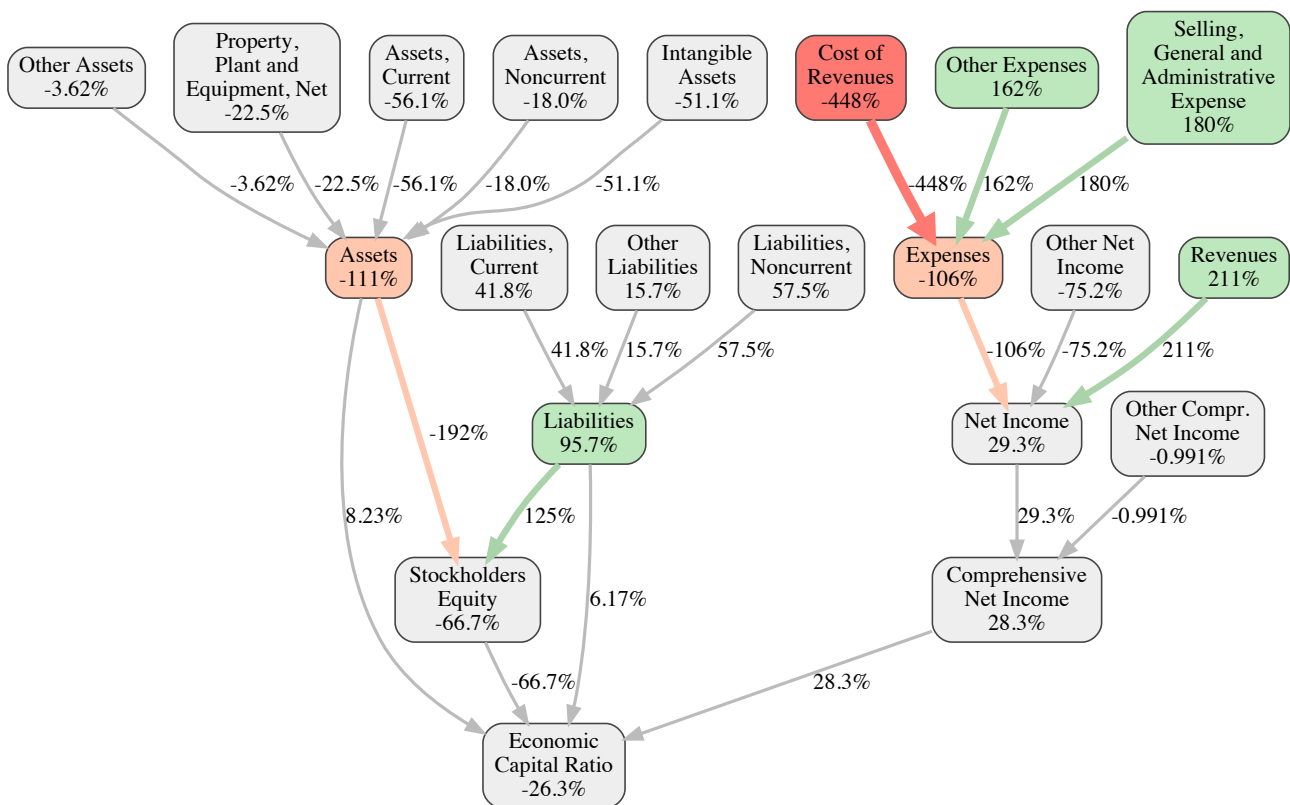 Other Assets
-3.62%
Property,
Plant and
Equipment, Net
-22.5%
Assets,
Current
-56.1%
Assets,
Noncurrent
-18.0%
Intangible
Assets
-51.1%
Cost of
Revenues
-448%
Other Expenses
162%
Selling,
General and
Administrative
Expense
180%
-3.62%
-22.5%
-56.1%
-18.0%
-51.1%
-448%
162%
180%
Assets
-111%
Liabilities,
Current
41.8%
Other
Liabilities
15.7%
Liabilities,
Noncurrent
57.5%
Expenses
-106%
Other Net
Income
-75.2%
Revenues
211%
41.8%
15.7%
57.5%
-106%
-75.2%
211%
-192%
Liabilities
95.7%
Net Income
29.3%
Other Compr.
Net Income
-0.991%
8.23%
125%
29.3%
-0.991%
Stockholders
Equity
-66.7%
6.17%
Comprehensive
Net Income
28.3%
-66.7%
28.3%
Economic
Capital Ratio
-26.3%